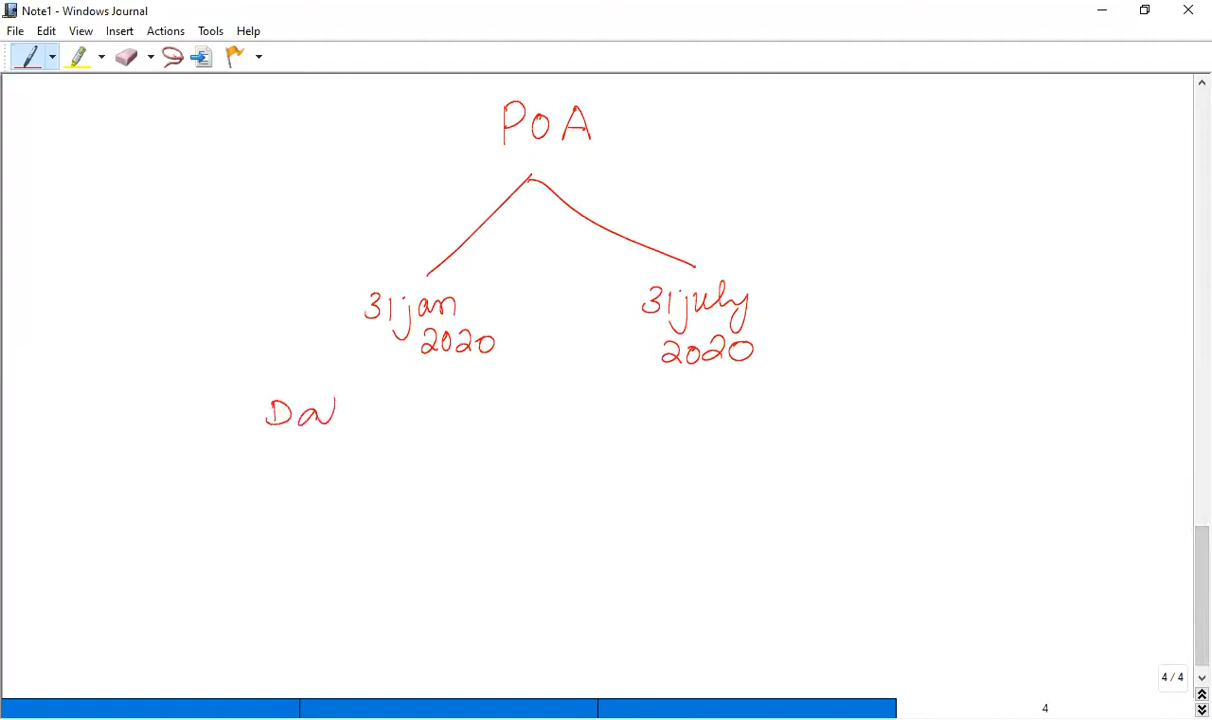 Note1 - Windows Journal
File Edit View Insert Actions Tools Help
POA
31 jan
2020
31 july
2020
Da
4 / 4
4